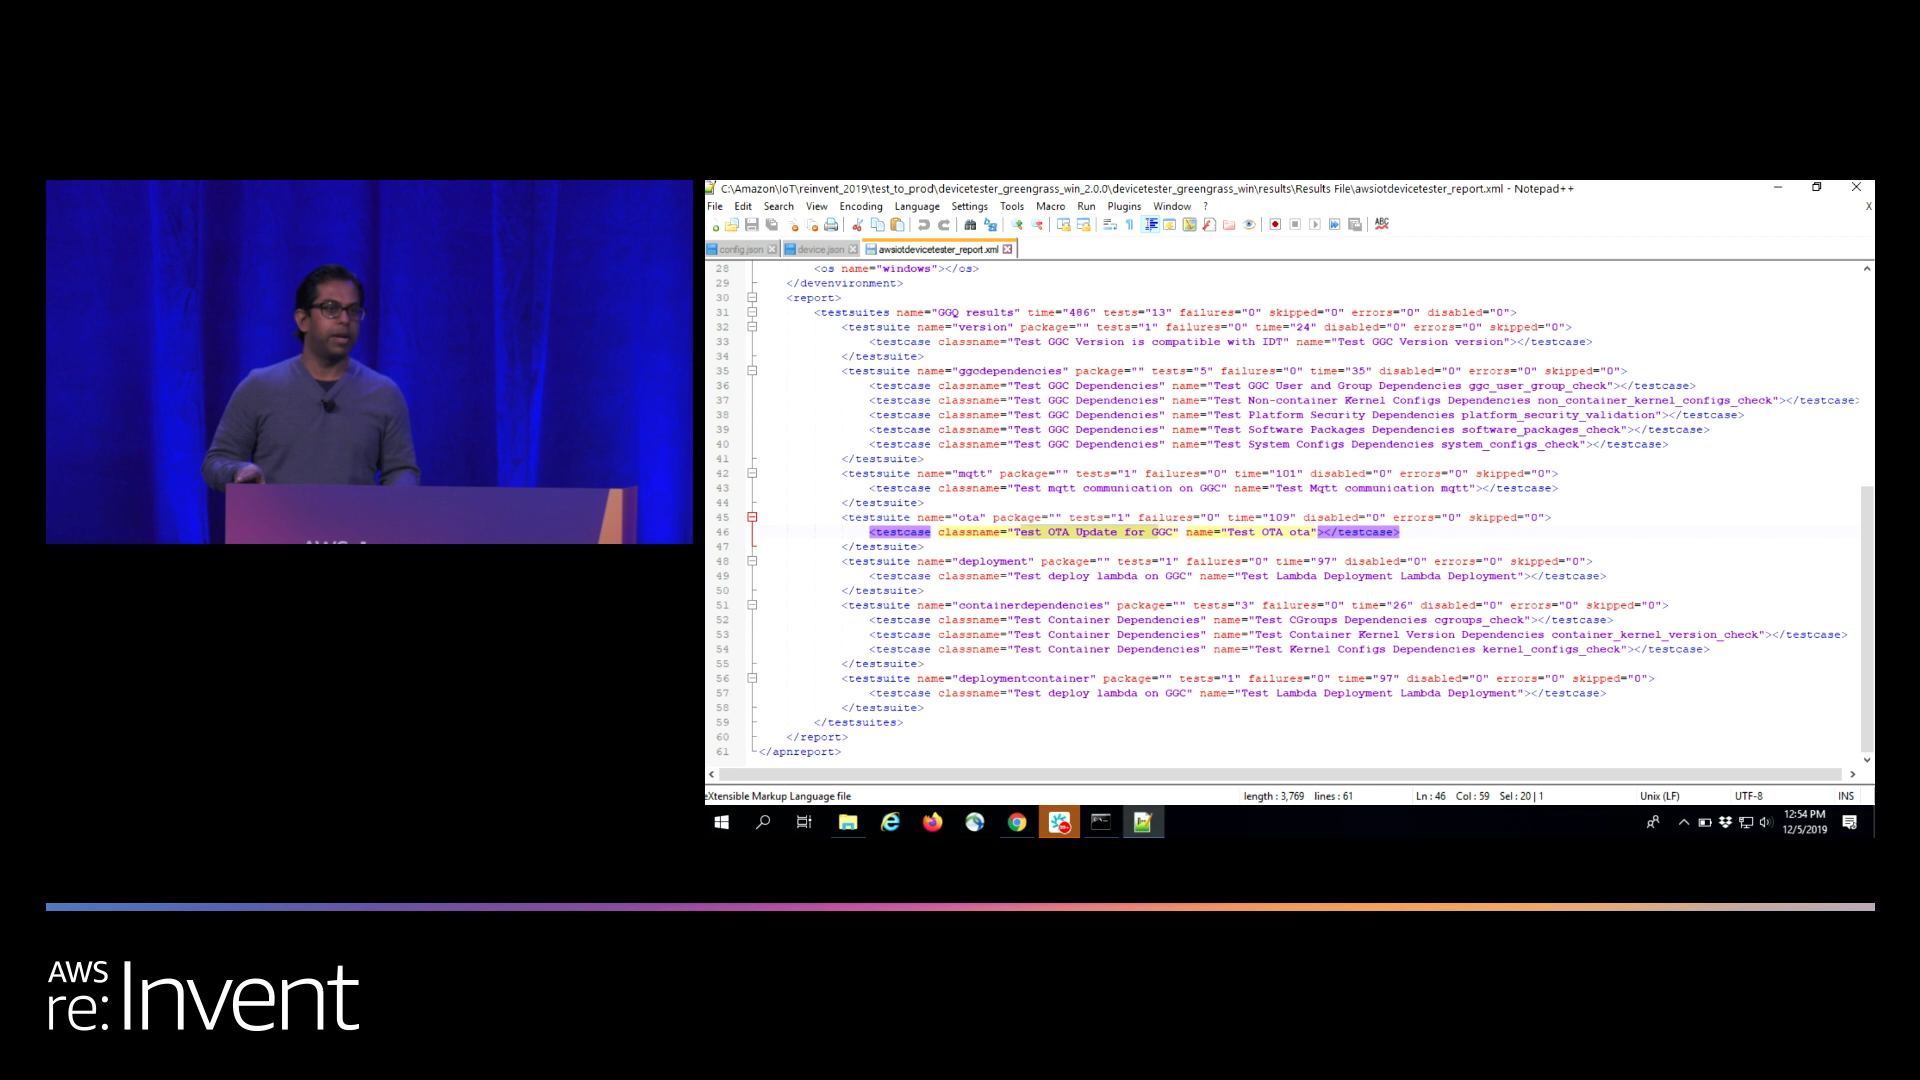 C:\Amazon\IoT\reinvent_2019\test_to_prod\devicetester_greengrass_win_2.0.0\devicetester_greengrass_win\results\Results File\awsiotdevicetester_report.xml - Notepad++
File Edit Search View Encoding Language Settings Tools Macro Run Plugins Window ? X
config.json device.json awsiotdevicetester_report.xml
28 <os name="windows"></os>
29 </devenvironment>
30 <report>
31 <testsuites name="GGQ results" time="486" tests="13" failures="0" skipped="0" errors="0" disabled="0">
32 <testsuite name="version" package="" tests="1" failures="0" time="24" disabled="0" errors="0" skipped="0">
33 <testcase classname="Test GGC Version is compatible with IDT" name="Test GGC Version version"></testcase>
34 </testsuite>
35 <testsuite name="ggcdependencies" package="" tests="5" failures="0" time="35" disabled="0" errors="0" skipped="0">
36 <testcase classname="Test GGC Dependencies" name="Test GGC User and Group Dependencies ggc_user_group_check"></testcase>
37 <testcase classname="Test GGC Dependencies" name="Test Non-container Kernel Configs Dependencies non_container_kernel_configs_check"></testcase>
38 <testcase classname="Test GGC Dependencies" name="Test Platform Security Dependencies platform_security_validation"></testcase>
39 <testcase classname="Test GGC Dependencies" name="Test Software Packages Dependencies software_packages_check"></testcase>
40 <testcase classname="Test GGC Dependencies" name="Test System Configs Dependencies system_configs_check"></testcase>
41 </testsuite>
42 <testsuite name="mqtt" package="" tests="1" failures="0" time="101" disabled="0" errors="0" skipped="0">
43 <testcase classname="Test mqtt communication on GGC" name="Test Mqtt communication mqtt"></testcase>
44 </testsuite>
45 <testsuite name="ota" package="" tests="1" failures="0" time="109" disabled="0" errors="0" skipped="0">
46 <testcase classname="Test OTA Update for GGC" name="Test OTA ota"></testcase>
47 </testsuite>
48 <testsuite name="deployment" package="" tests="1" failures="0" time="97" disabled="0" errors="0" skipped="0">
49 <testcase classname="Test deploy lambda on GGC" name="Test Lambda Deployment Lambda Deployment"></testcase>
50 </testsuite>
51 <testsuite name="containerdependencies" package="" tests="3" failures="0" time="26" disabled="0" errors="0" skipped="0">
52 <testcase classname="Test Container Dependencies" name="Test CGroups Dependencies cgroups_check"></testcase>
53 <testcase classname="Test Container Dependencies" name="Test Container Kernel Version Dependencies container_kernel_version_check"></testcase>
54 <testcase classname="Test Container Dependencies" name="Test Kernel Configs Dependencies kernel_configs_check"></testcase>
55 </testsuite>
56 <testsuite name="deploymentcontainer" package="" tests="1" failures="0" time="97" disabled="0" errors="0" skipped="0">
57 <testcase classname="Test deploy lambda on GGC" name="Test Lambda Deployment Lambda Deployment"></testcase>
58 </testsuite>
59 </testsuites>
60 </report>
61 </apnreport>
eXtensible Markup Language file length : 3,769 lines : 61 Ln : 46 Col : 59 Sel : 20 | 1 Unix (LF) UTF-8 INS
12:54 PM
12/5/2019
AWS
re:Invent